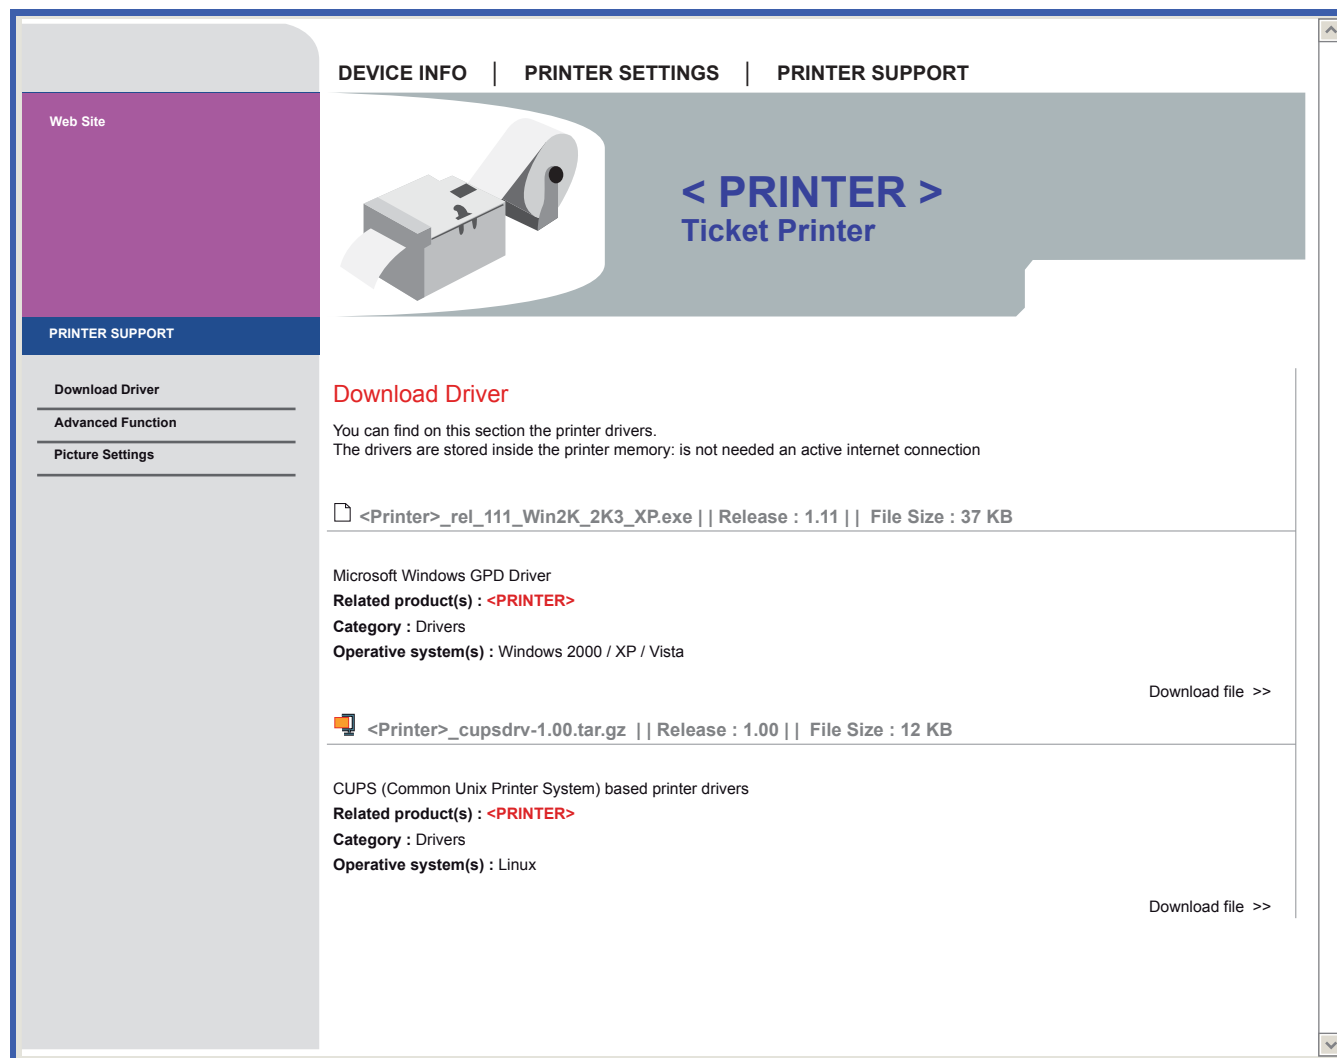 DEVICE INFO | PRINTER SETTINGS | PRINTER SUPPORT
Web Site
< PRINTER >
Ticket Printer
PRINTER SUPPORT
Download Driver
Advanced Function
Picture Settings
Download Driver
You can find on this section the printer drivers.
The drivers are stored inside the printer memory: is not needed an active internet connection
<Printer>_rel_111_Win2K_2K3_XP.exe | | Release : 1.11 | | File Size : 37 KB
Microsoft Windows GPD Driver
Related product(s) : <PRINTER>
Category : Drivers
Operative system(s) : Windows 2000 / XP / Vista
Download file >>
<Printer>_cupsdrv-1.00.tar.gz | | Release : 1.00 | | File Size : 12 KB
CUPS (Common Unix Printer System) based printer drivers
Related product(s) : <PRINTER>
Category : Drivers
Operative system(s) : Linux
Download file >>